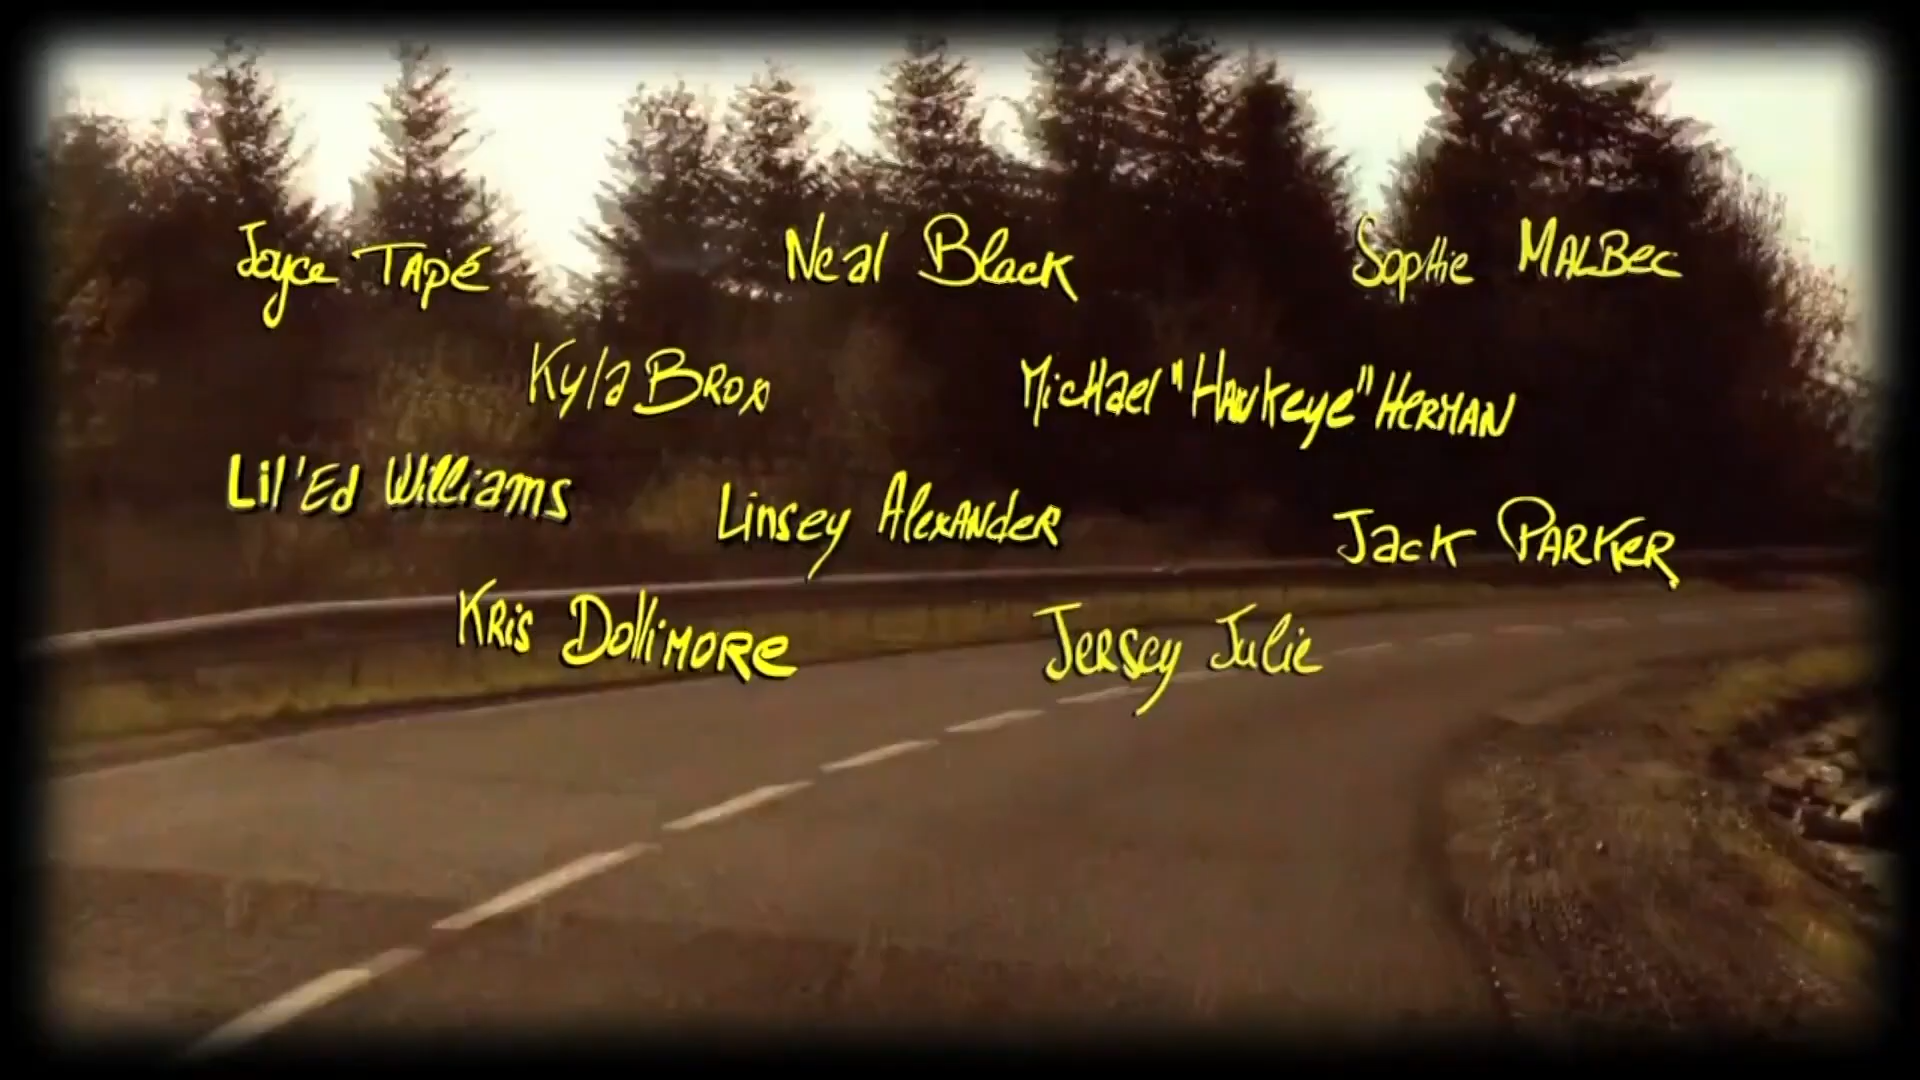 Joyce Tapé Neal Black Sophie Malbec
Kyla Brox Michael "Hawkeye" Herman
Lil'Ed Williams Linsey Alexander Jack Parker
Kris Dollimore Jersey Julie